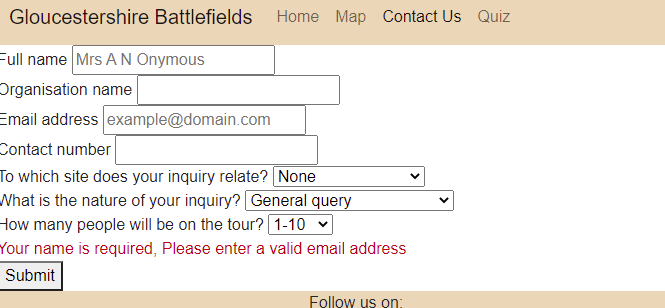 Gloucestershire Battlefields Home Map Contact Us Quiz
Full name Mrs A N Onymous
Organisation name
Email address example@domain.com
Contact number
To which site does your inquiry relate? None
What is the nature of your inquiry? General query
How many people will be on the tour? 1-10
Your name is required, Please enter a valid email address
Submit
Follow us on: